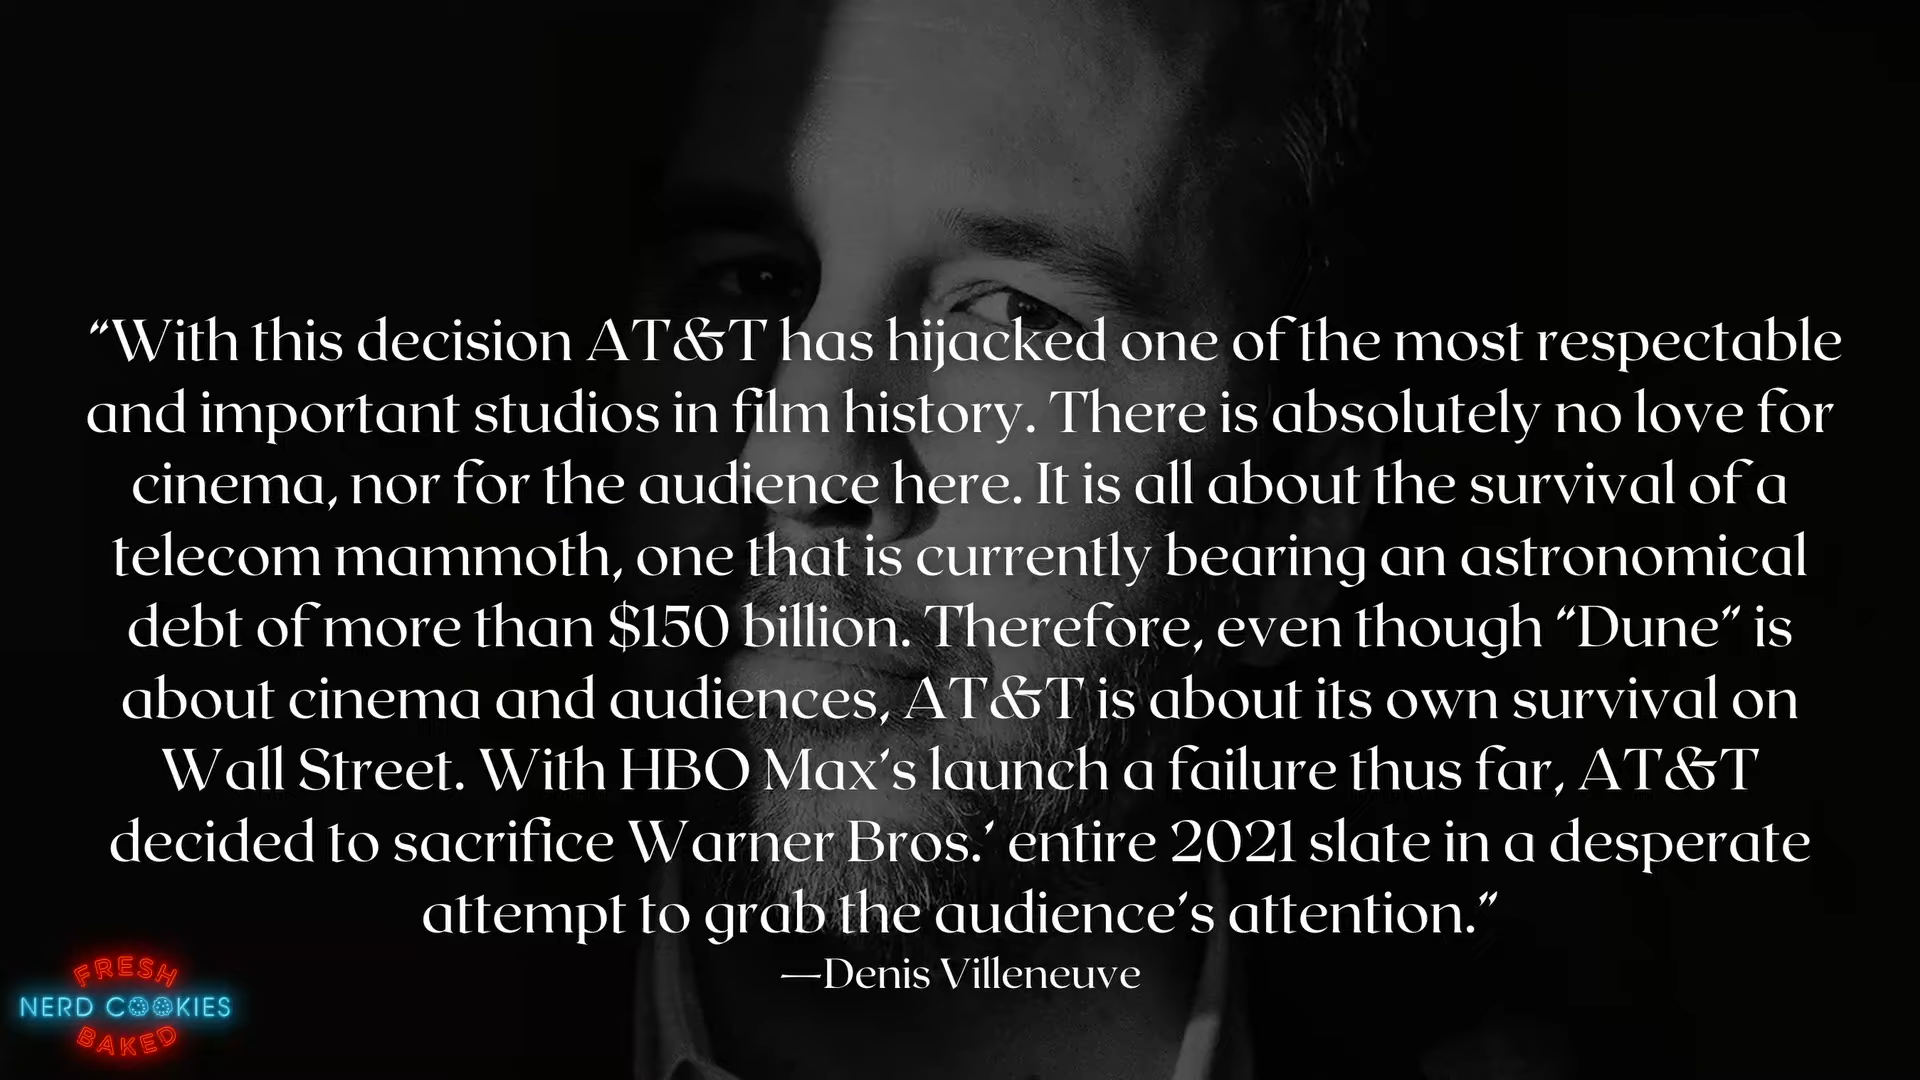 “With this decision AT&T has hijacked one of the most respectable
and important studios in film history. There is absolutely no love for
cinema, nor for the audience here. It is all about the survival of a
telecom mammoth, one that is currently bearing an astronomical
debt of more than $150 billion. Therefore, even though “Dune” is
about cinema and audiences, AT&T is about its own survival on
Wall Street. With HBO Max’s launch a failure thus far, AT&T
decided to sacrifice Warner Bros.’ entire 2021 slate in a desperate
attempt to grab the audience’s attention.”
—Denis Villeneuve
FRESH
NERD COOKIES
BAKED